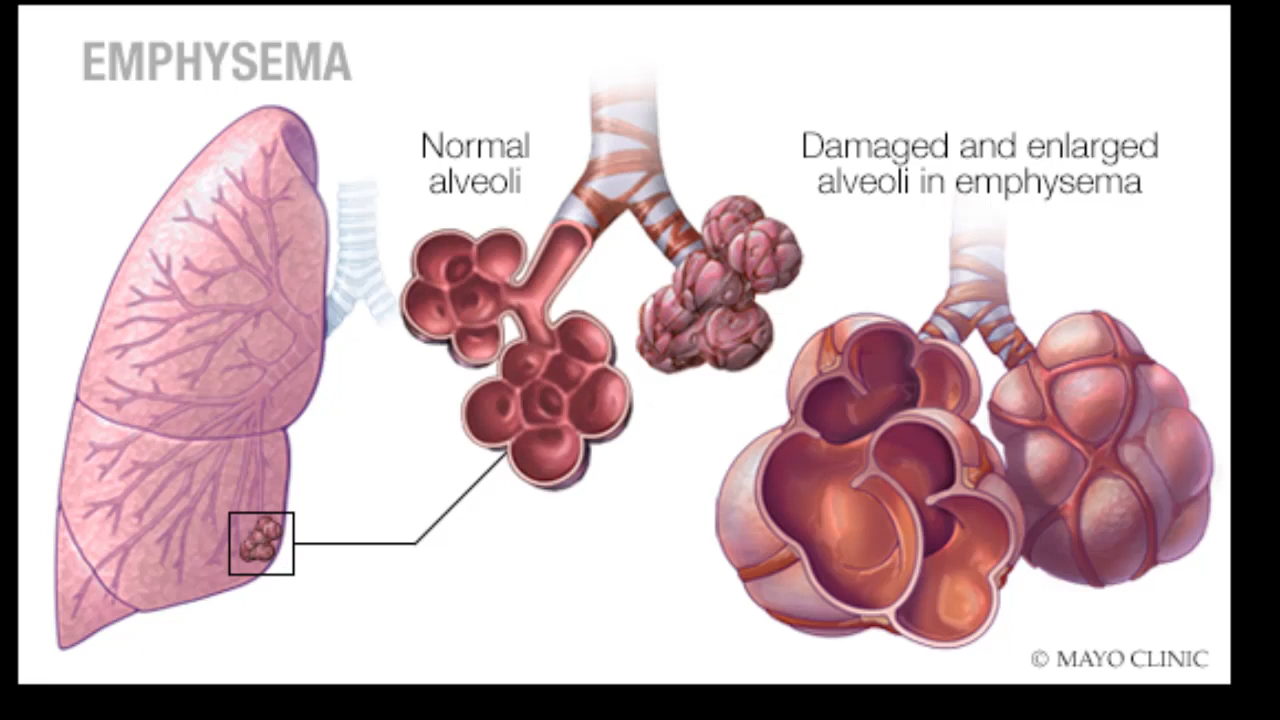 EMPHYSEMA
Normal
alveoli
Damaged and enlarged
alveoli in emphysema
© MAYO CLINIC